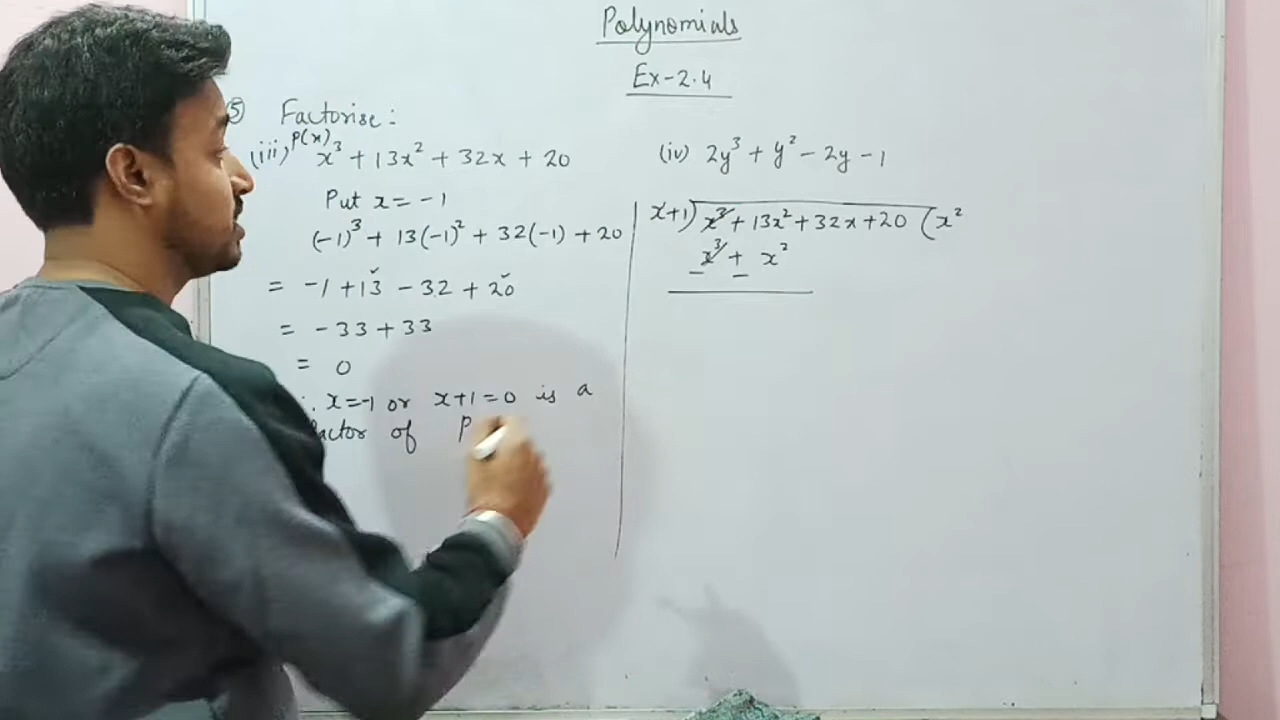 Polynomials
Ex-2.4
⑤ Factorise:
P(x)
(iii) x³ + 13x² + 32x + 20
Put x = -1
(-1)³ + 13(-1)² + 32(-1) + 20
= -1 + 13 - 32 + 20
= -33 + 33
= 0
x=-1 or x+1=0 is a
factor of P
(iv) 2y³ + y² - 2y - 1
x+1) x³ + 13x² + 32x + 20 (x²
x³ + x²
- -